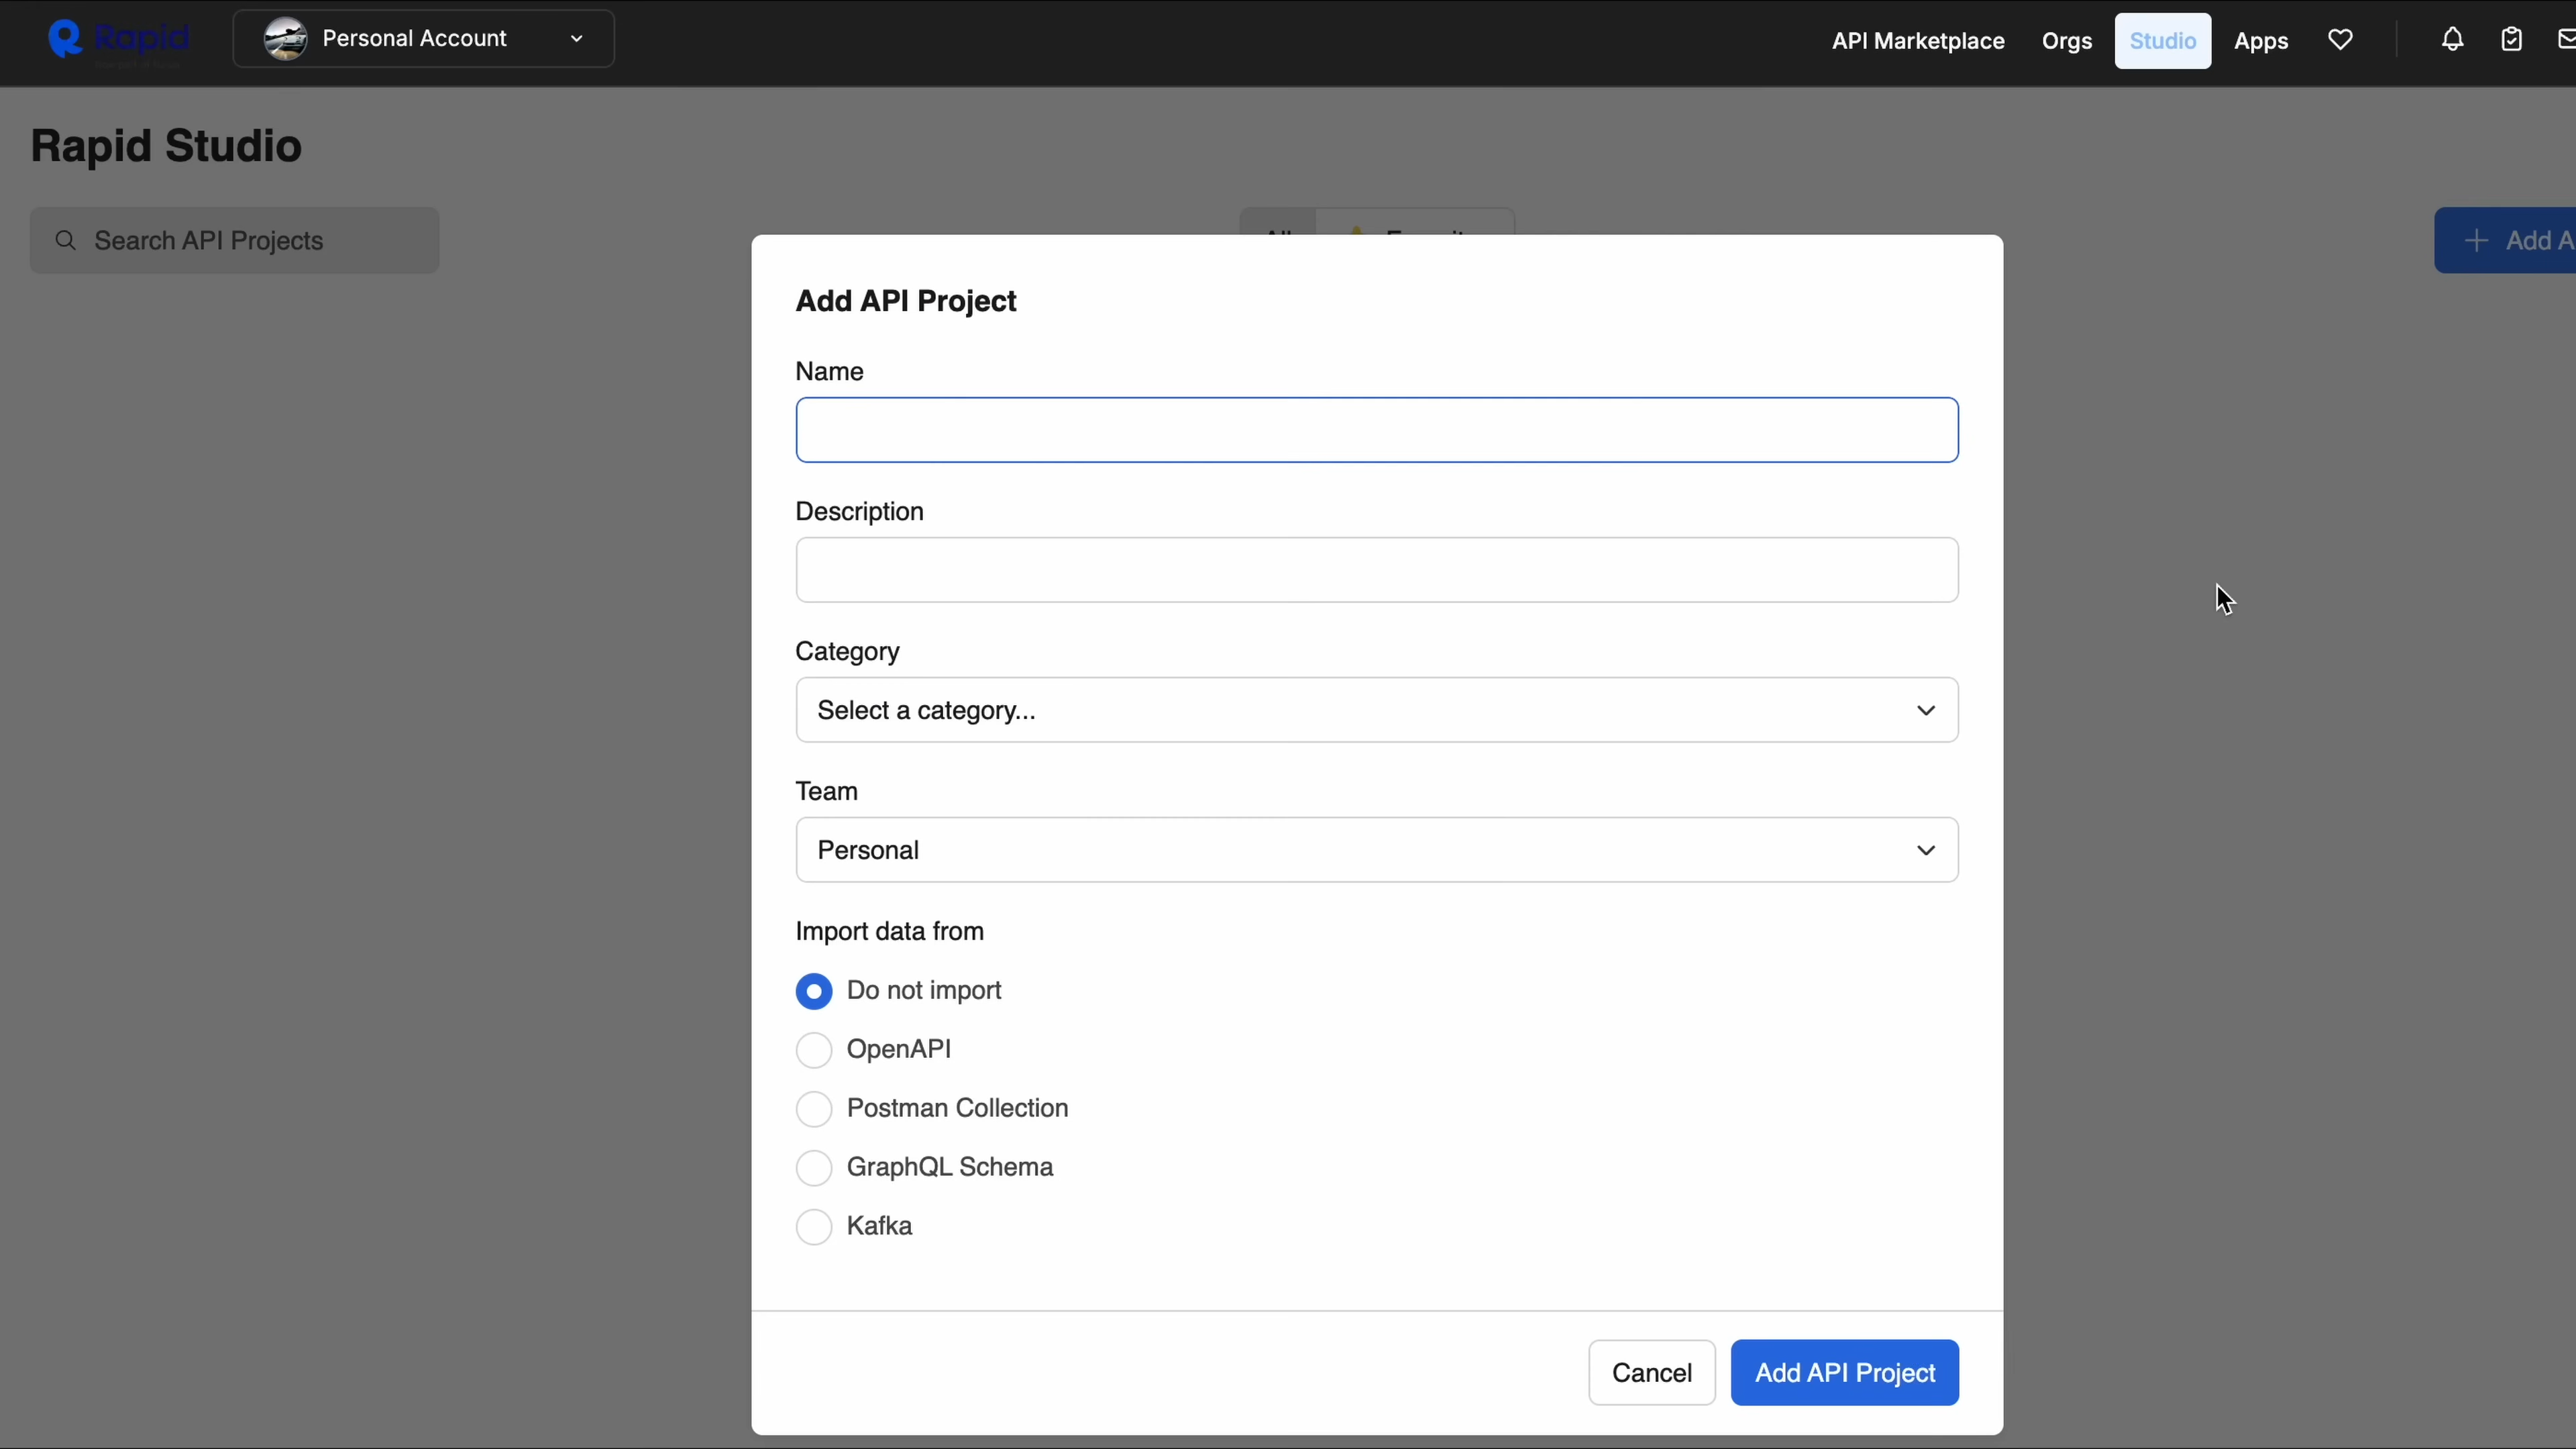 Rapid
Personal Account
API Marketplace
Orgs
Studio
Apps
Rapid Studio
Search API Projects
Add A
Add API Project
Name
Description
Category
Select a category...
Team
Personal
Import data from
Do not import
OpenAPI
Postman Collection
GraphQL Schema
Kafka
Cancel
Add API Project